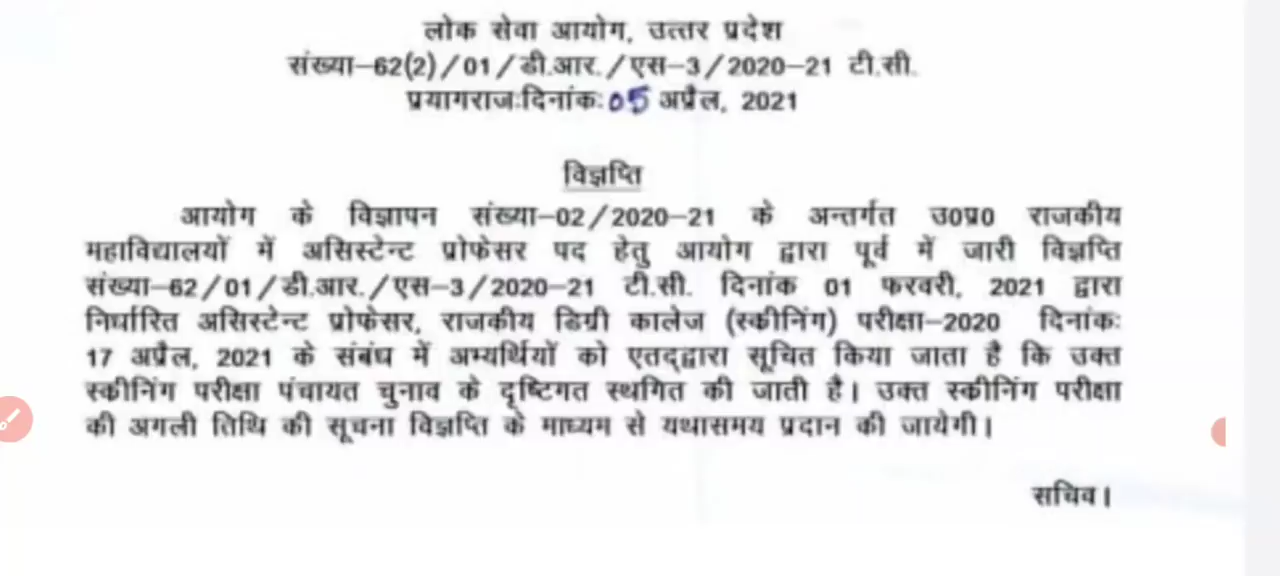 लोक सेवा आयोग, उत्तर प्रदेश
संख्या-62(2)/01/डी.आर./एस-3/2020-21 टी.सी.
प्रयागराज:दिनांक: 05 अप्रैल, 2021
विज्ञप्ति
आयोग के विज्ञापन संख्या-02/2020-21 के अन्तर्गत उ0प्र0 राजकीय
महाविद्यालयों में असिस्टेन्ट प्रोफेसर पद हेतु आयोग द्वारा पूर्व में जारी विज्ञप्ति
संख्या-62/01/डी.आर./एस-3/2020-21 टी.सी. दिनांक 01 फरवरी, 2021 द्वारा
निर्धारित असिस्टेन्ट प्रोफेसर, राजकीय डिग्री कालेज (स्कीनिंग) परीक्षा-2020 दिनांक:
17 अप्रैल, 2021 के संबंध में अभ्यर्थियों को एतद्द्वारा सूचित किया जाता है कि उक्त
स्कीनिंग परीक्षा पंचायत चुनाव के दृष्टिगत स्थगित की जाती है। उक्त स्कीनिंग परीक्षा
की अगली तिथि की सूचना विज्ञप्ति के माध्यम से यथासमय प्रदान की जायेगी।
सचिव।